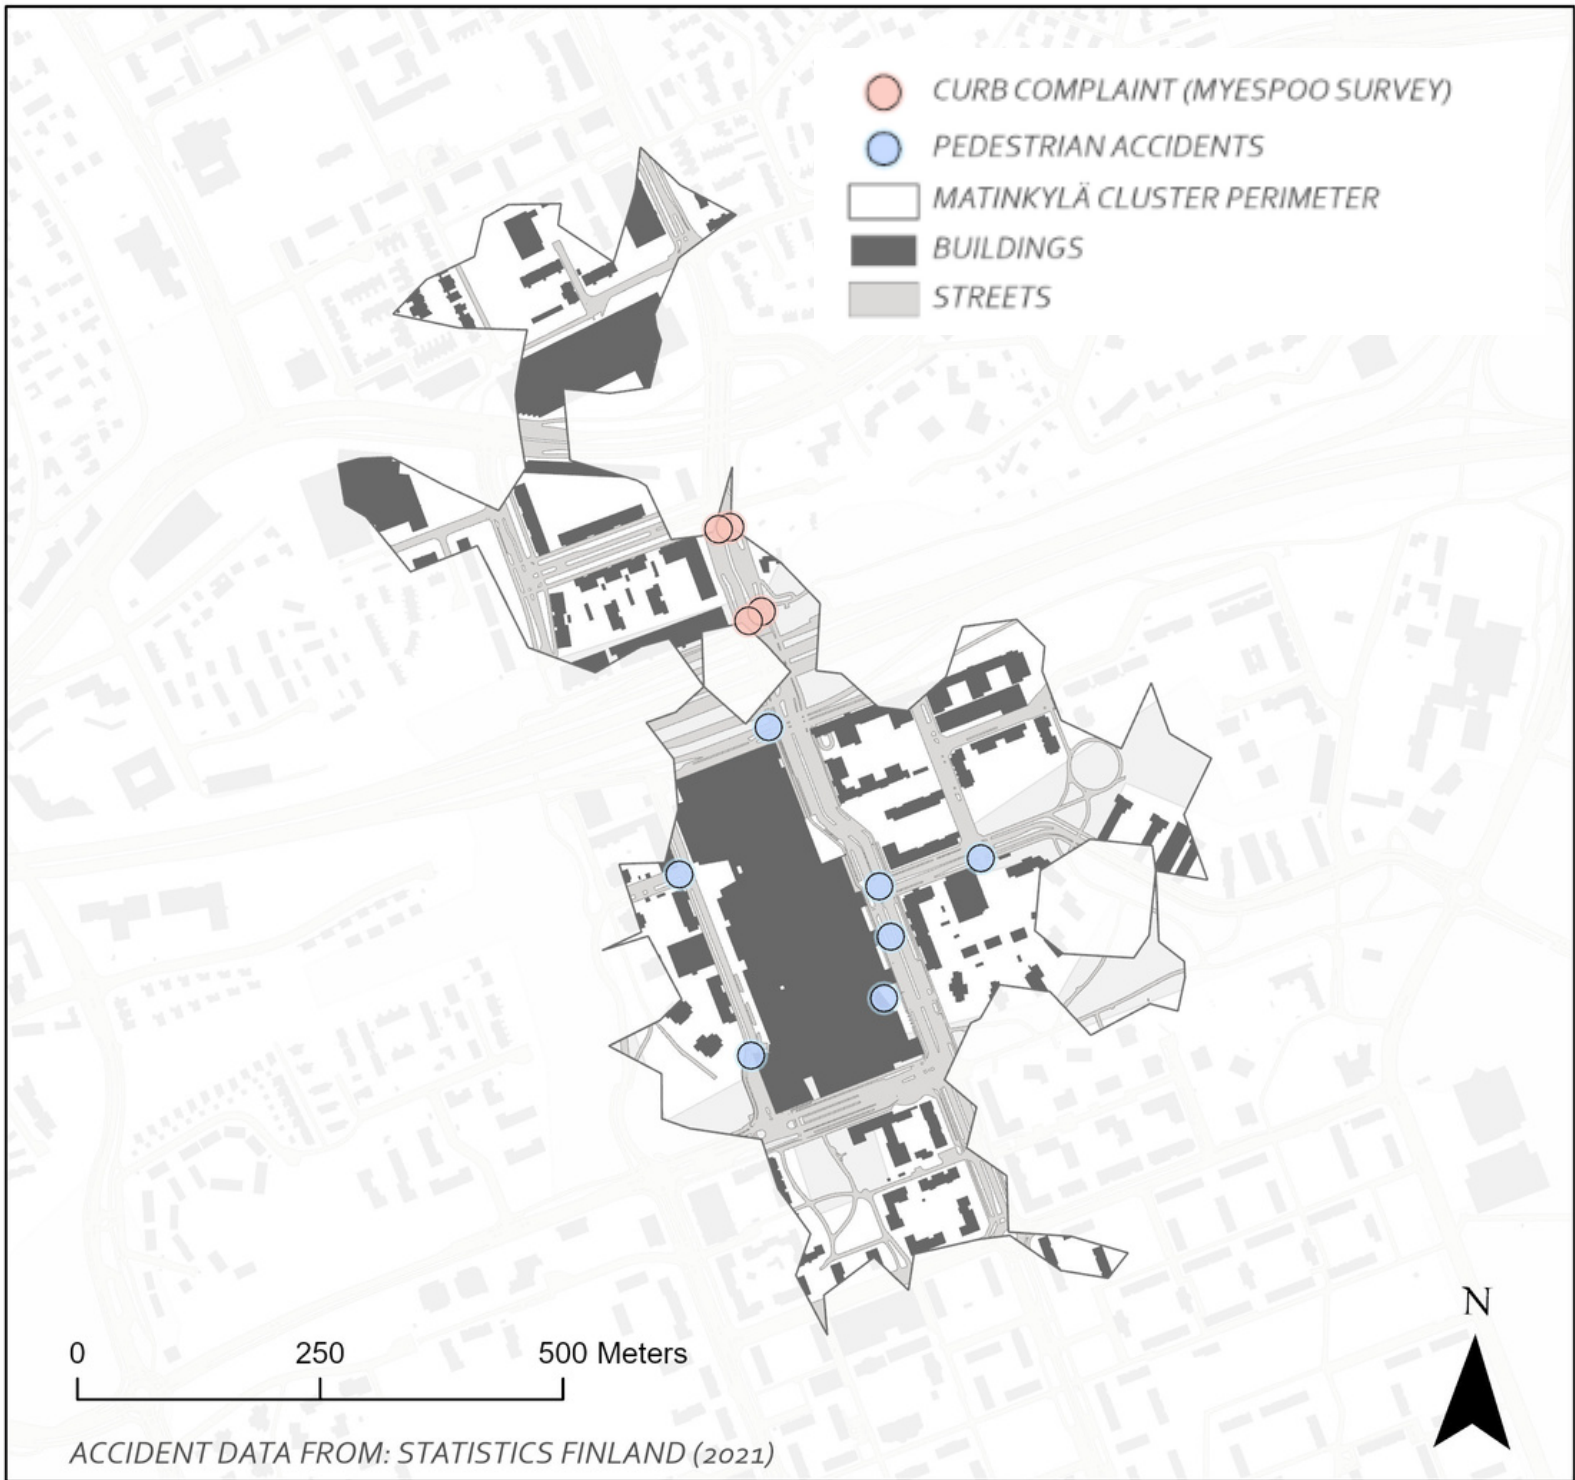 CURB COMPLAINT (MYESPOO SURVEY)
PEDESTRIAN ACCIDENTS
MATINKYLÄ CLUSTER PERIMETER
BUILDINGS
STREETS
N
0 250 500 Meters
ACCIDENT DATA FROM: STATISTICS FINLAND (2021)